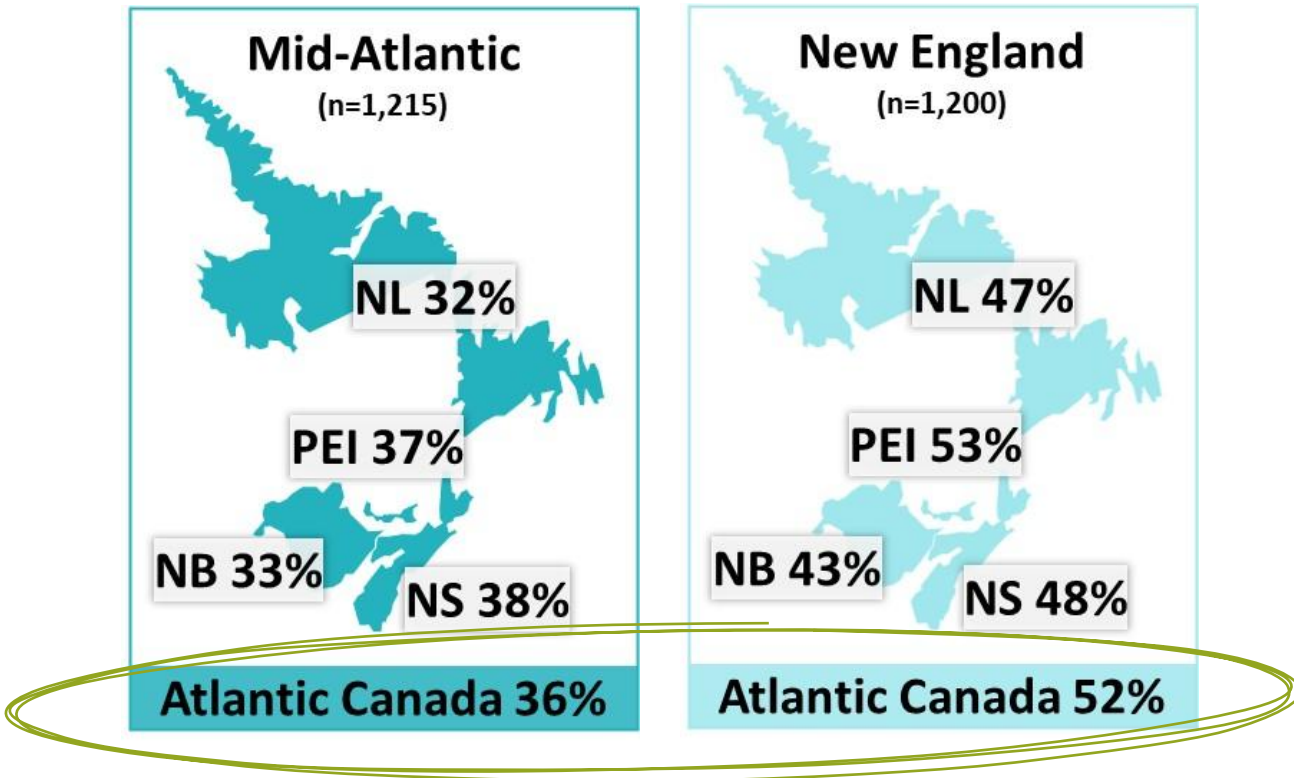 Mid-Atlantic
(n=1,215)
NL 32%
PEI 37%
NB 33%
NS 38%
Atlantic Canada 36%
New England
(n=1,200)
NL 47%
PEI 53%
NB 43%
NS 48%
Atlantic Canada 52%